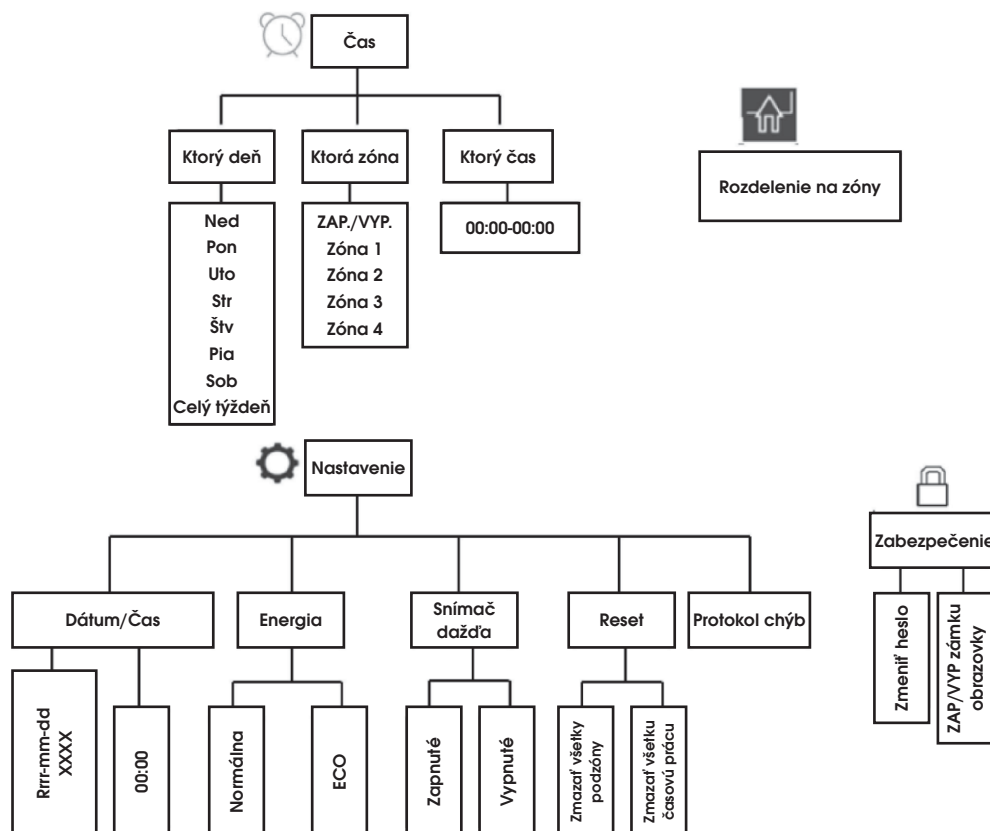 Čas
Ktorý deň
Ktorá zóna
Ktorý čas
Ned
Pon
Uto
Str
Štv
Pia
Sob
Celý týždeň
ZAP./VYP.
Zóna 1
Zóna 2
Zóna 3
Zóna 4
00:00-00:00
Rozdelenie na zóny
Nastavenie
Dátum/Čas
Energia
Snímač
dažďa
Reset
Protokol chýb
Rrrr-mm-dd
XXXX
00:00
Normálna
ECO
Zapnuté
Vypnuté
Zmazať všetky
podzóny
Zmazať všetku
časovú prácu
Zabezpečenie
Zmeniť heslo
ZAP/VYP zámku
obrazovky